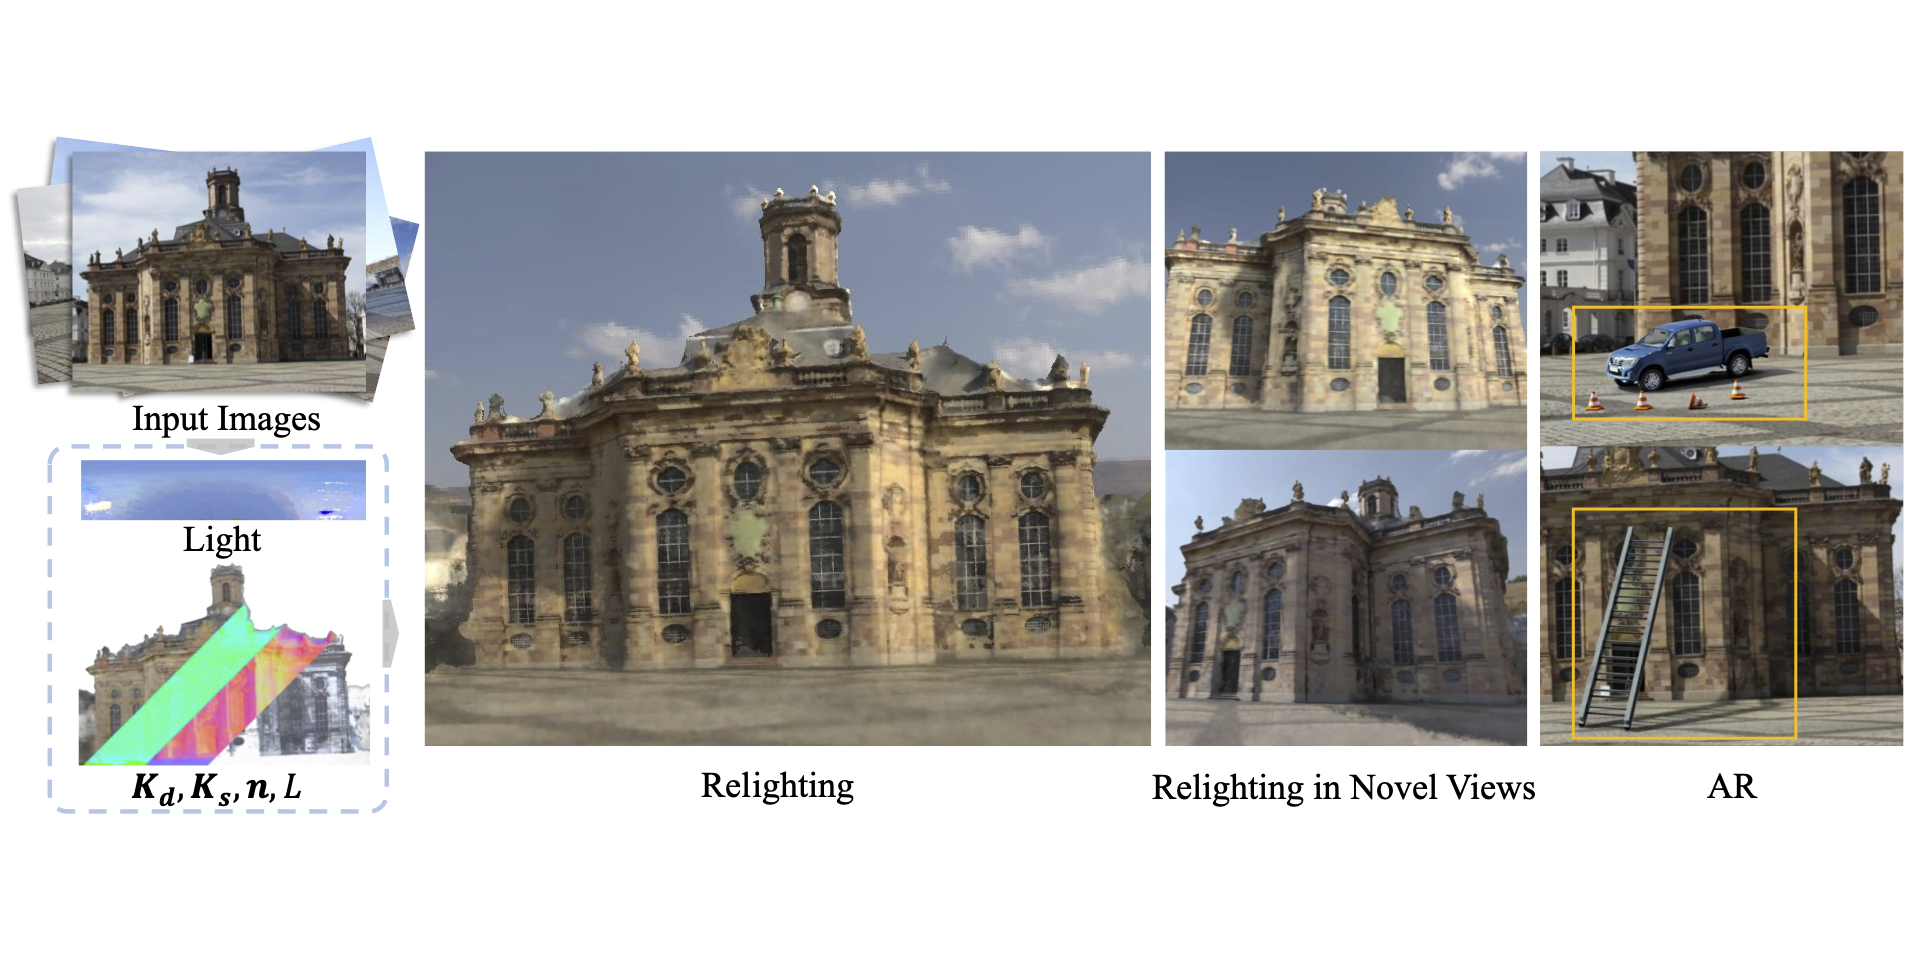 Input Images
Light
K_d, K_s, n, L
Relighting
Relighting in Novel Views
AR